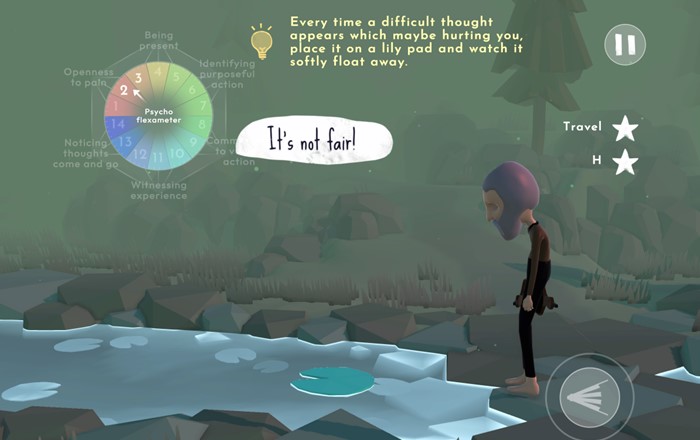 Every time a difficult thought
appears which maybe hurting you,
place it on a lily pad and watch it
softly float away.
Being
present
Openness
to pain
Identifying
purposeful
action
Psycho
flexameter
1
2
3
4
5
6
7
8
9
10
11
12
13
14
Noticing
thoughts
come and go
action
Witnessing
experience
It's not fair!
Travel
H